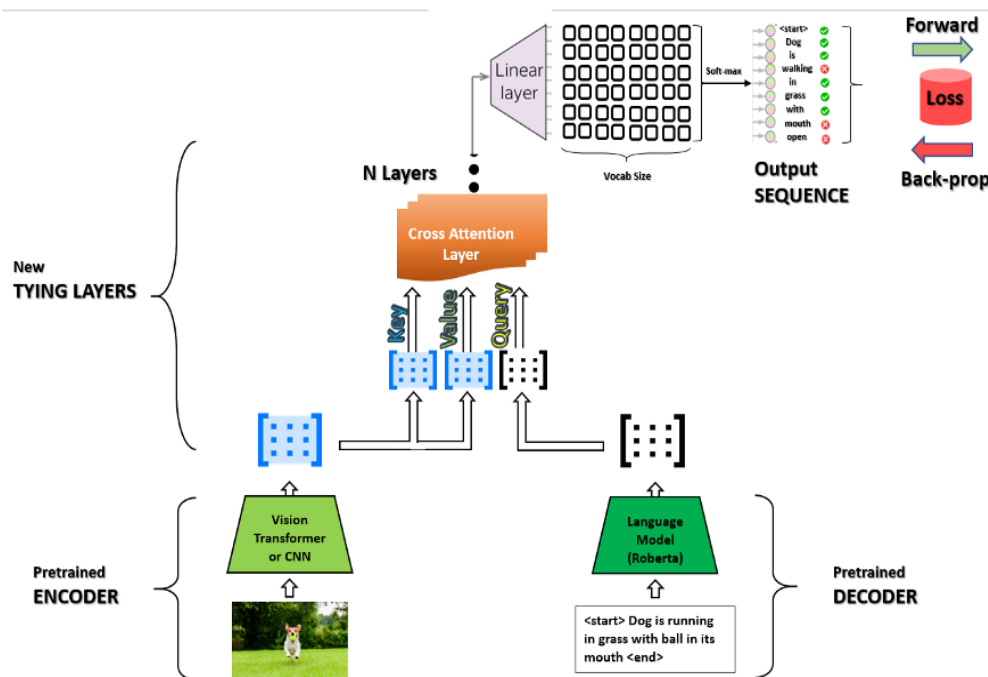 Linear
layer
Soft-max
Vocab Size
<start>
Dog
is
walking
in
grass
with
mouth
open
Output
SEQUENCE
Forward
Loss
Back-prop
N Layers
Cross Attention
Layer
Key
Value
Query
New
TYING LAYERS
Vision
Transformer
or CNN
Language
Model
(Roberta)
Pretrained
ENCODER
Pretrained
DECODER
<start> Dog is running
in grass with ball in its
mouth <end>